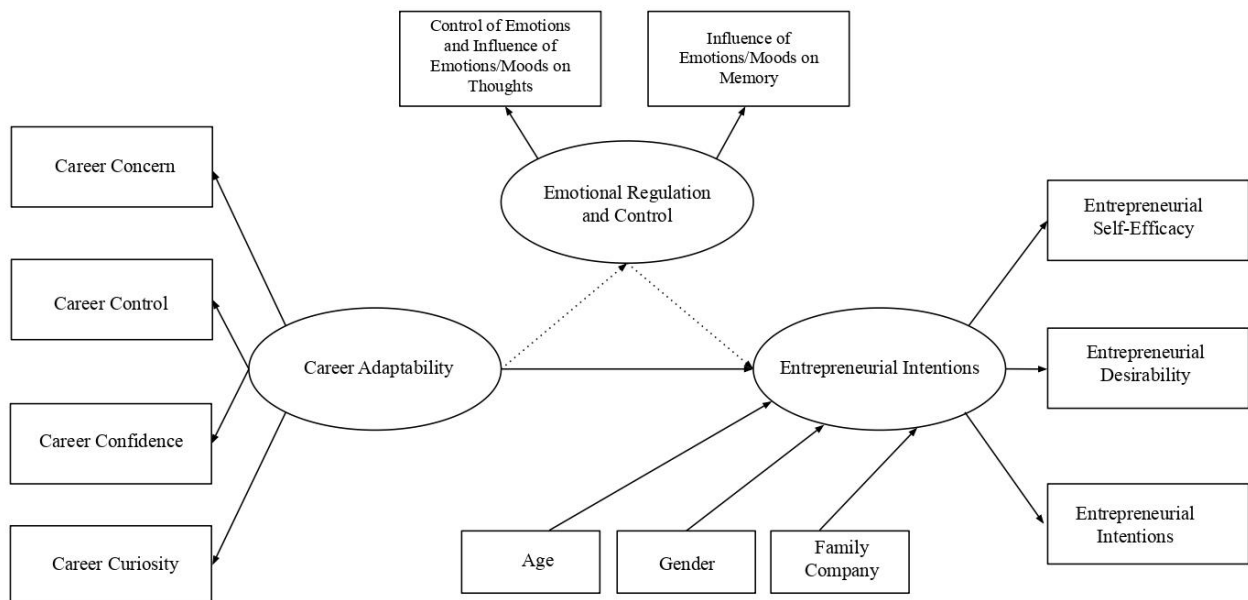 Control of Emotions
and Influence of
Emotions/Moods on
Thoughts
Influence of
Emotions/Moods on
Memory
Career Concern
Emotional Regulation
and Control
Entrepreneurial
Self-Efficacy
Career Control
Career Adaptability
Entrepreneurial Intentions
Entrepreneurial
Desirability
Career Confidence
Entrepreneurial
Intentions
Career Curiosity
Age
Gender
Family
Company